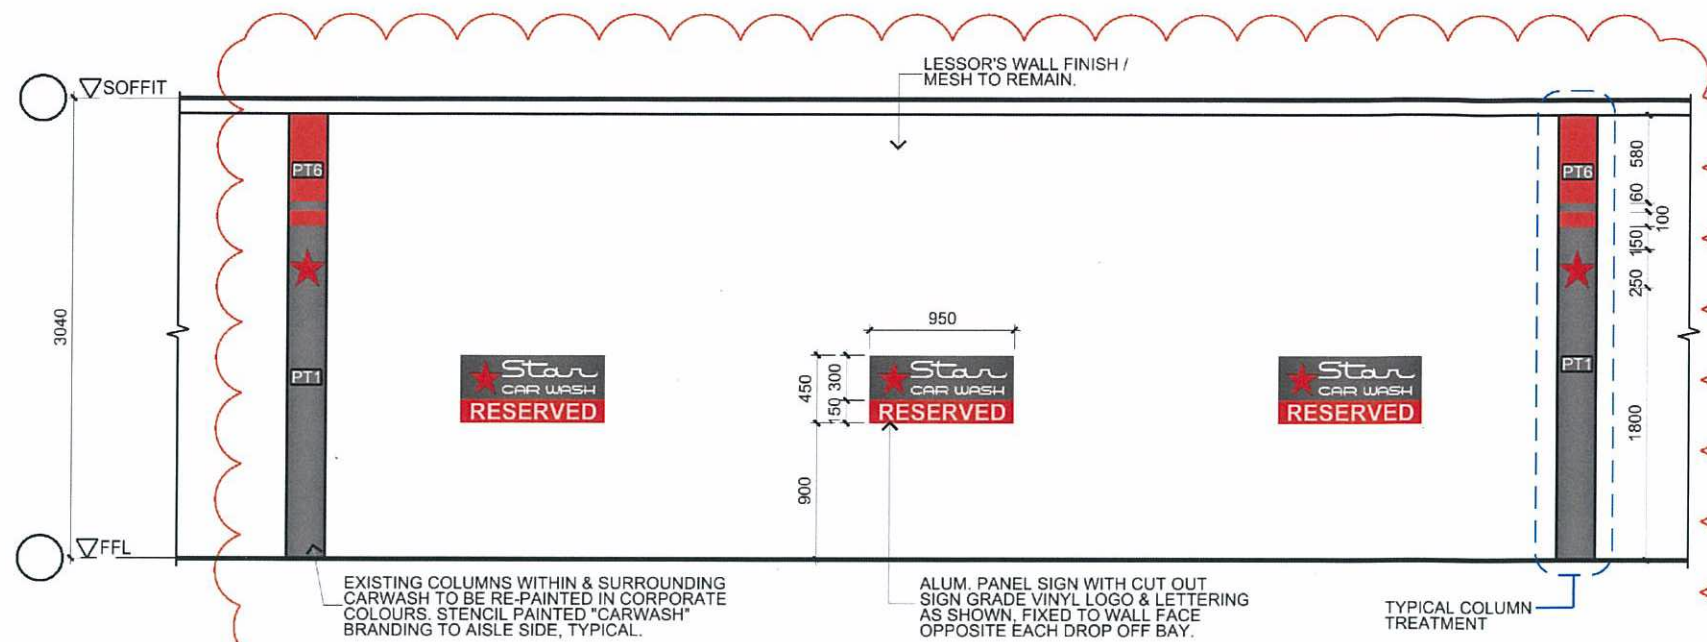 LESSOR'S WALL FINISH /
MESH TO REMAIN.
SOFFIT
PT6
PT6
580
60
100
150
250
3040
950
Star
CAR WASH
RESERVED
450
300
150
Star
CAR WASH
RESERVED
Star
CAR WASH
RESERVED
PT1
PT1
1800
900
FFL
EXISTING COLUMNS WITHIN & SURROUNDING
CARWASH TO BE RE-PAINTED IN CORPORATE
COLOURS. STENCIL PAINTED "CARWASH"
BRANDING TO AISLE SIDE, TYPICAL.
ALUM. PANEL SIGN WITH CUT OUT
SIGN GRADE VINYL LOGO & LETTERING
AS SHOWN, FIXED TO WALL FACE
OPPOSITE EACH DROP OFF BAY.
TYPICAL COLUMN
TREATMENT